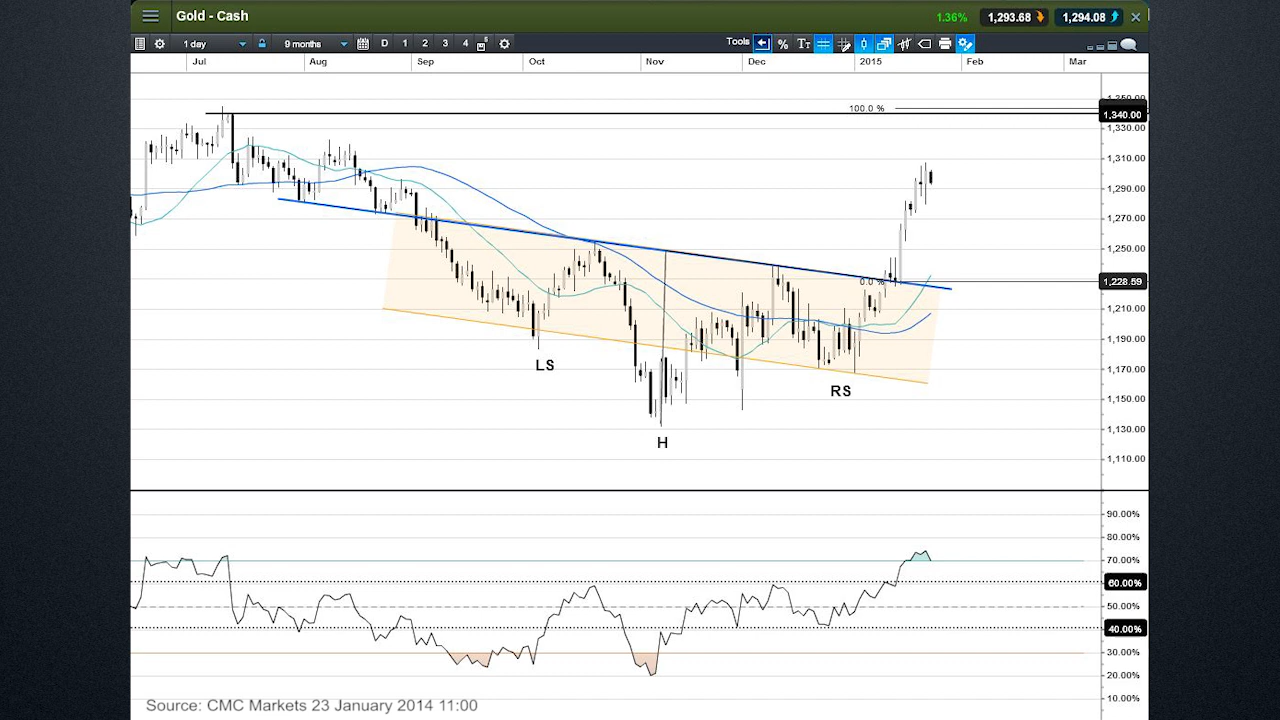 Gold - Cash
1.36%
1,293.68
1,294.08
1 day
9 months
D
1
2
3
4
5
Tools
%
TT
Jul
Aug
Sep
Oct
Nov
Dec
2015
Feb
Mar
100.0 %
0.0 %
1,350.00
1,340.00
1,330.00
1,310.00
1,290.00
1,270.00
1,250.00
1,228.59
1,210.00
1,190.00
1,170.00
1,150.00
1,130.00
1,110.00
LS
RS
H
90.00%
80.00%
70.00%
60.00%
50.00%
40.00%
30.00%
20.00%
10.00%
Source: CMC Markets 23 January 2014 11:00